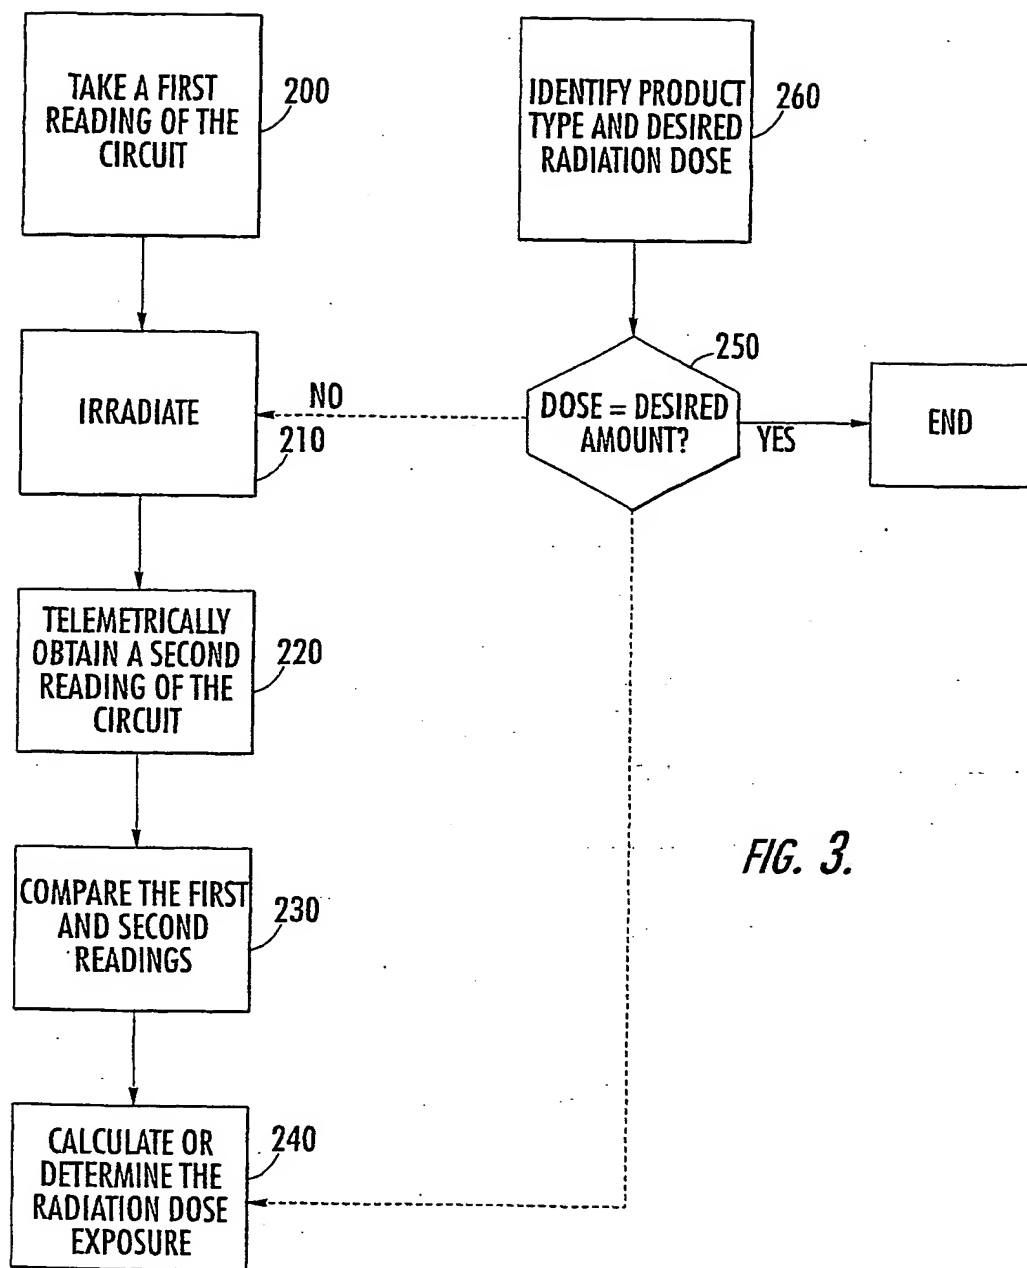 TAKE A FIRST
READING OF THE
CIRCUIT
200
IDENTIFY PRODUCT
TYPE AND DESIRED
RADIATION DOSE
260
IRRADIATE
210
NO
DOSE = DESIRED
AMOUNT?
250
YES
END
TELEMETRICALLY
OBTAIN A SECOND
READING OF THE
CIRCUIT
220
COMPARE THE FIRST
AND SECOND
READINGS
230
FIG. 3.
CALCULATE OR
DETERMINE THE
RADIATION DOSE
EXPOSURE
240